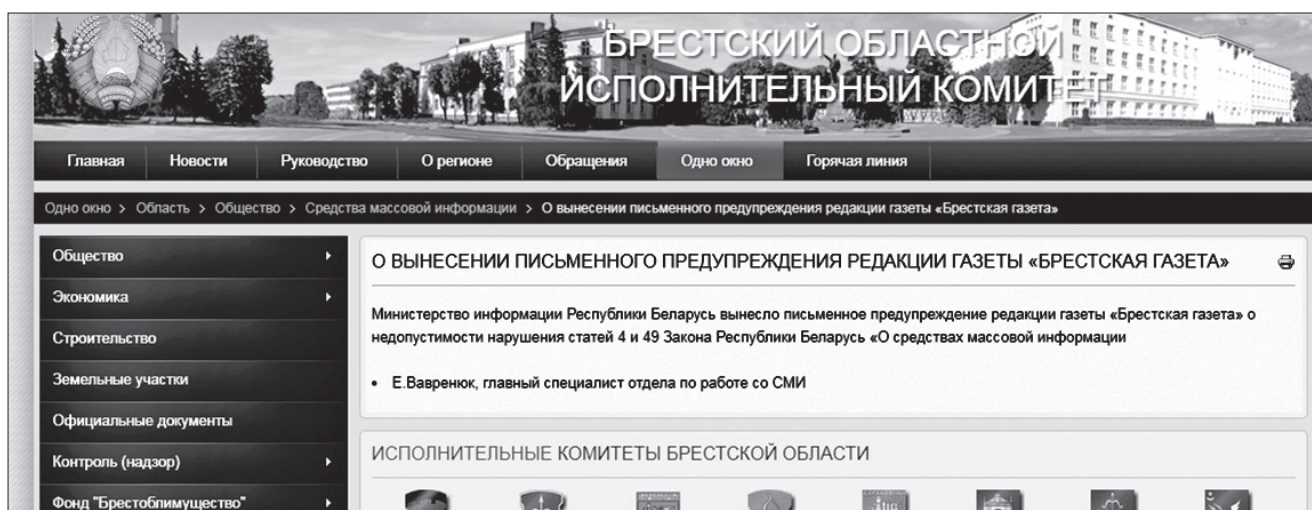 БРЕСТСКИЙ ОБЛАСТНОЙ
ИСПОЛНИТЕЛЬНЫЙ КОМИТЕТ
Главная Новости Руководство О регионе Обращения Одно окно Горячая линия
Одно окно > Область > Общество > Средства массовой информации > О вынесении письменного предупреждения редакции газеты «Брестская газета»
Общество
Экономика
Строительство
Земельные участки
Официальные документы
Контроль (надзор)
Фонд "Брестоблимущество"
О ВЫНЕСЕНИИ ПИСЬМЕННОГО ПРЕДУПРЕЖДЕНИЯ РЕДАКЦИИ ГАЗЕТЫ «БРЕСТСКАЯ ГАЗЕТА»
Министерство информации Республики Беларусь вынесло письменное предупреждение редакции газеты «Брестская газета» о
недопустимости нарушения статей 4 и 49 Закона Республики Беларусь «О средствах массовой информации
• Е.Вавренюк, главный специалист отдела по работе со СМИ
ИСПОЛНИТЕЛЬНЫЕ КОМИТЕТЫ БРЕСТСКОЙ ОБЛАСТИ